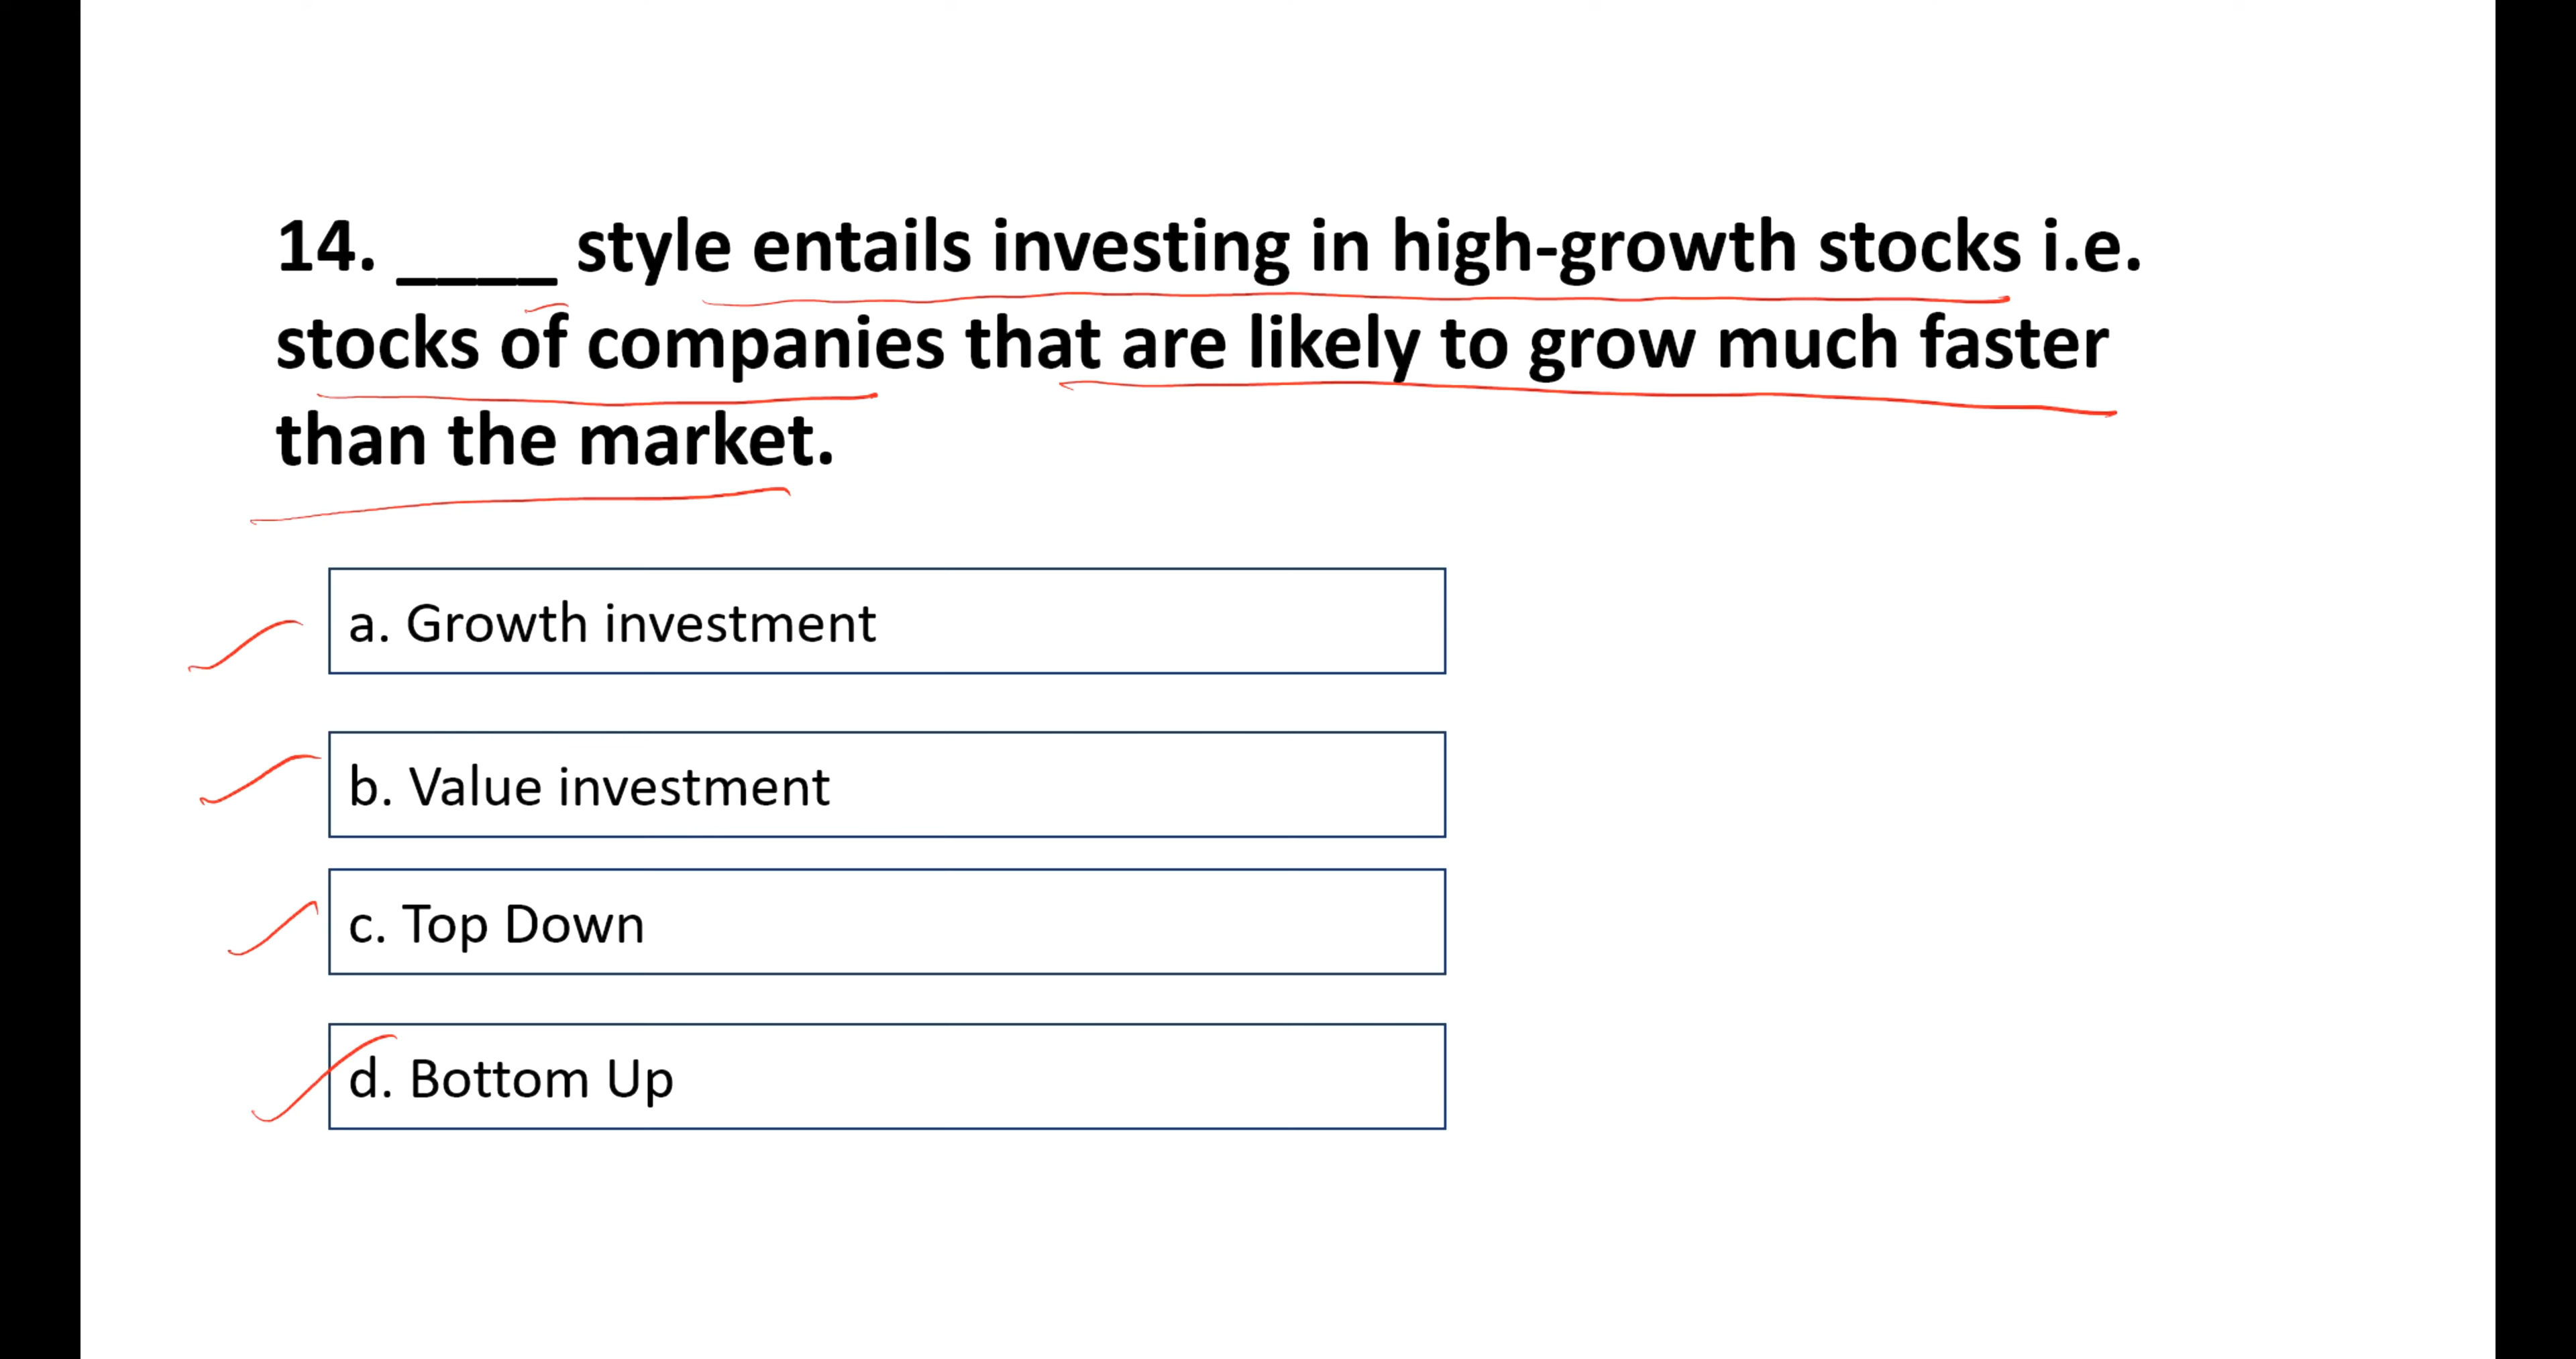 14. ____ style entails investing in high-growth stocks i.e.
stocks of companies that are likely to grow much faster
than the market.
a. Growth investment
b. Value investment
c. Top Down
d. Bottom Up